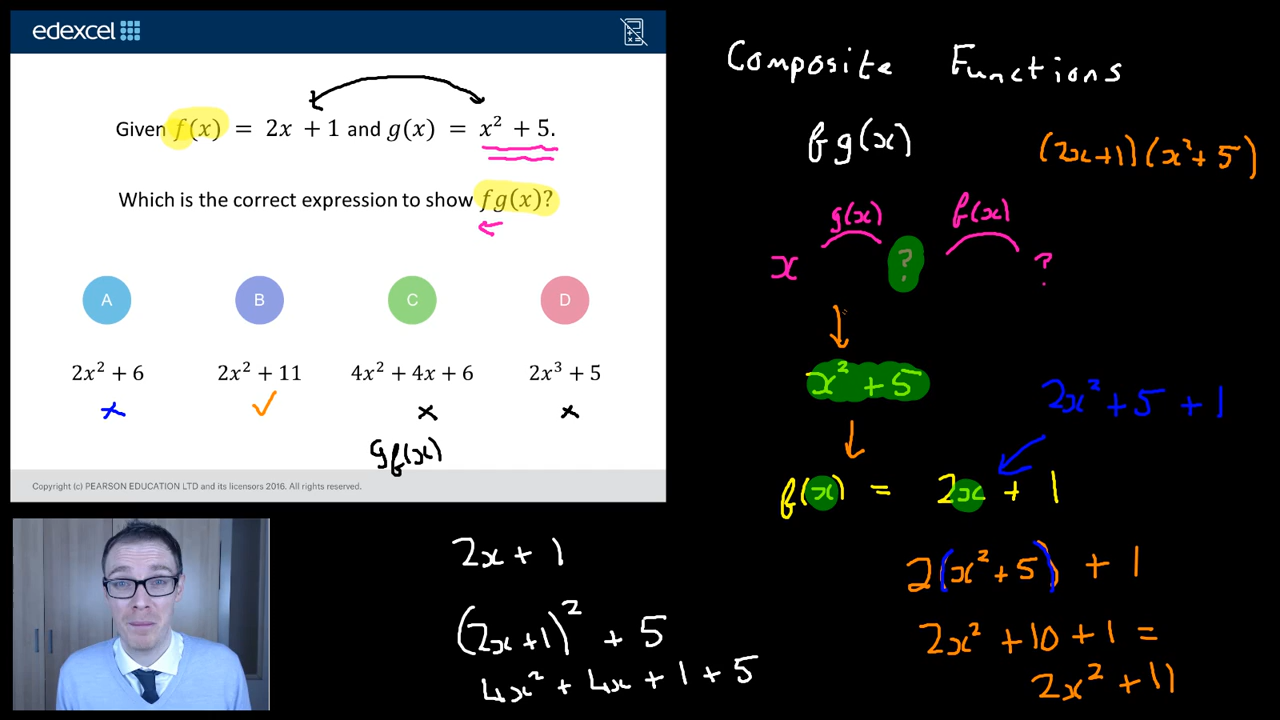 edexcel
Given f(x) = 2x + 1 and g(x) = x² + 5.
Which is the correct expression to show fg(x)?
A
B
C
D
2x² + 6
2x² + 11
4x² + 4x + 6
2x³ + 5
gf(x)
Copyright (c) PEARSON EDUCATION LTD and its licensors 2016. All rights reserved.
2x + 1
(2x+1)² + 5
4x² + 4x + 1 + 5
Composite Functions
fg(x)
(2x+1)(x²+5)
g(x)
f(x)
x
?
?
x² + 5
2x² + 5 + 1
f(x) = 2x + 1
2(x²+5) + 1
2x² + 10 + 1 =
2x² + 11